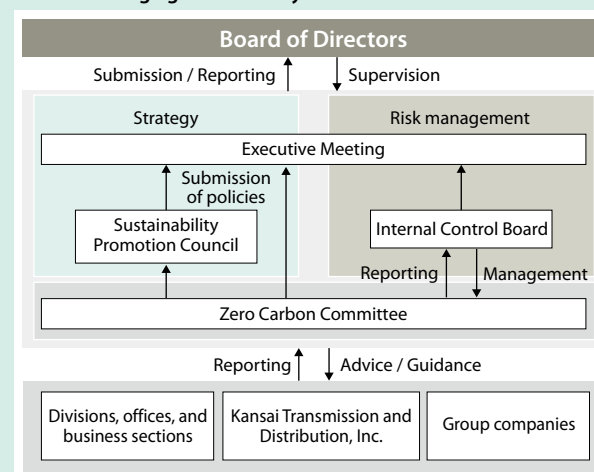 Board of Directors
Submission / Reporting
Supervision
Strategy
Risk management
Executive Meeting
Submission
of policies
Sustainability
Promotion Council
Internal Control Board
Reporting
Management
Zero Carbon Committee
Reporting
Advice / Guidance
Divisions, offices, and
business sections
Kansai Transmission and
Distribution, Inc.
Group companies